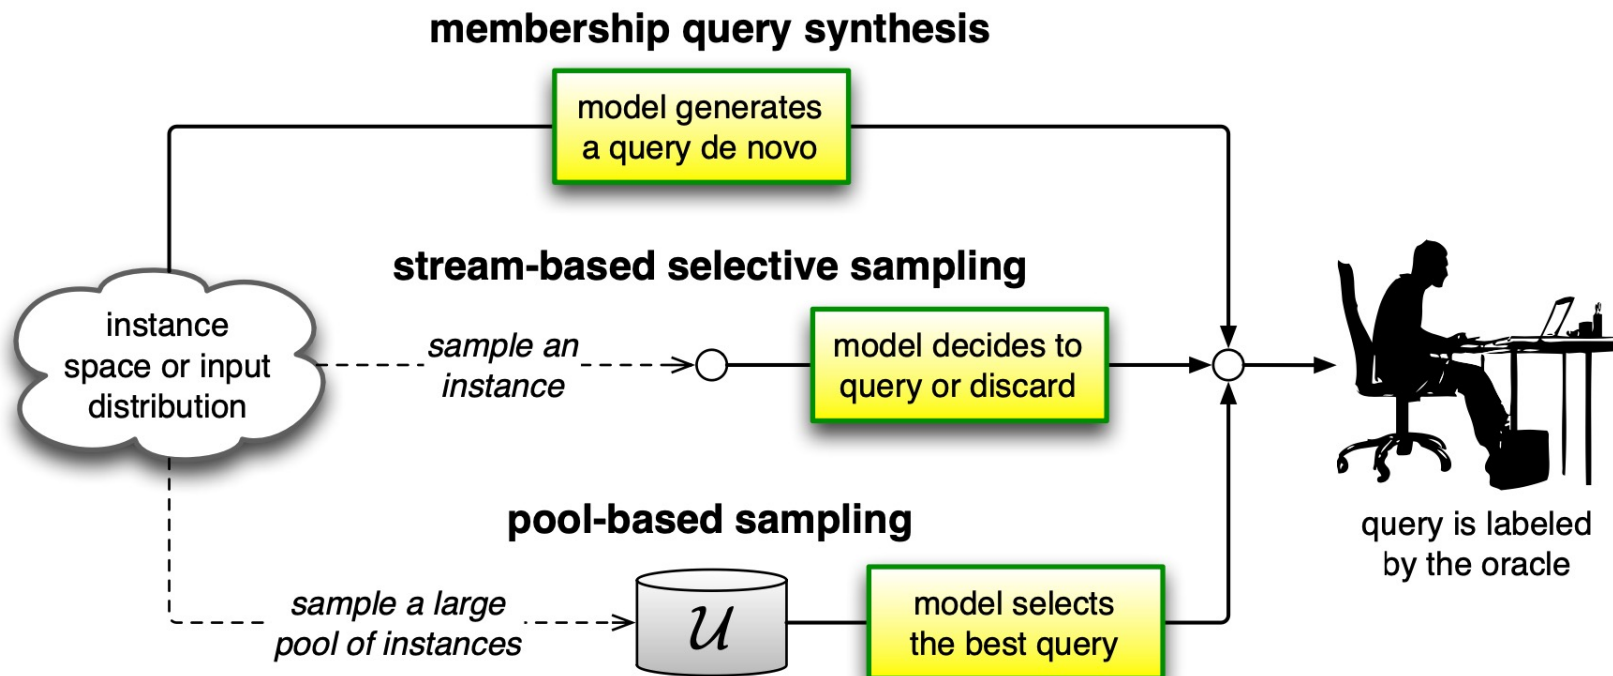 membership query synthesis
model generates
a query de novo
stream-based selective sampling
instance
space or input
distribution
sample an
instance
model decides to
query or discard
pool-based sampling
sample a large
pool of instances
𝒰
model selects
the best query
query is labeled
by the oracle